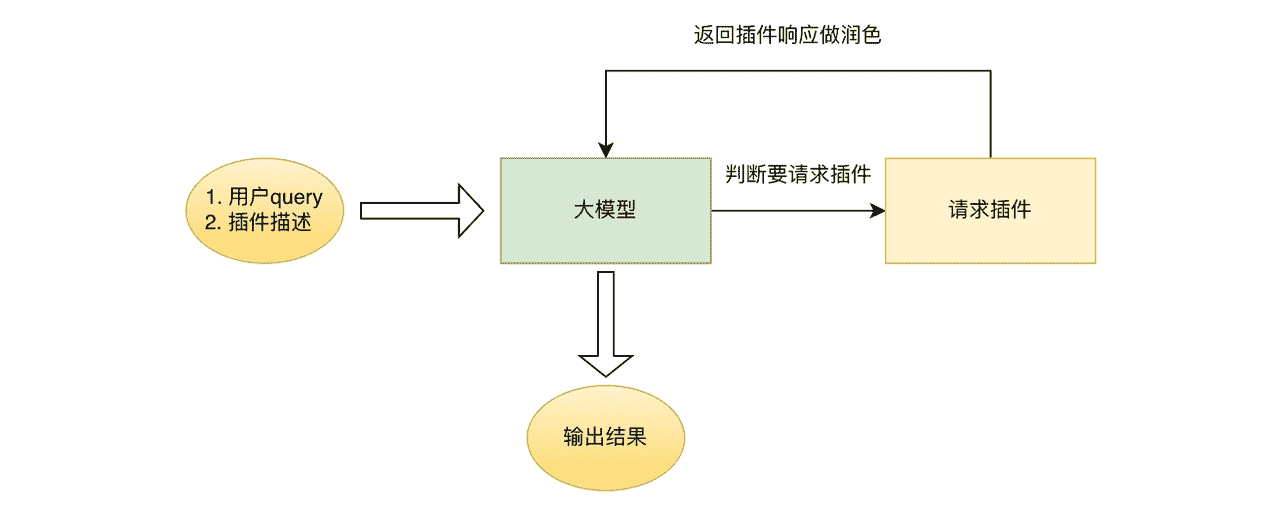 返回插件响应做润色
1. 用户query
2. 插件描述
大模型
判断要请求插件
请求插件
输出结果